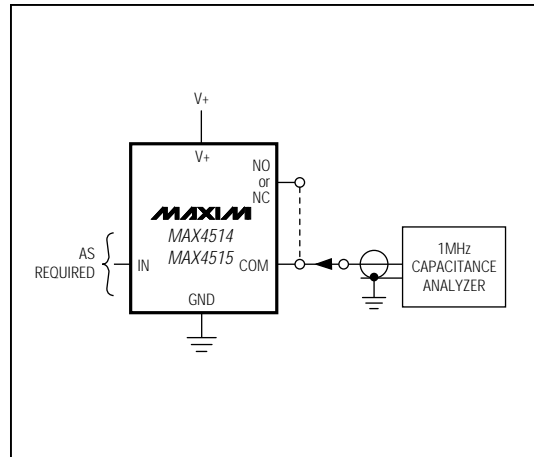 V+
V+
NO
or
NC
MAXIM
MAX4514
MAX4515
AS
REQUIRED
IN
COM
GND
1MHz
CAPACITANCE
ANALYZER